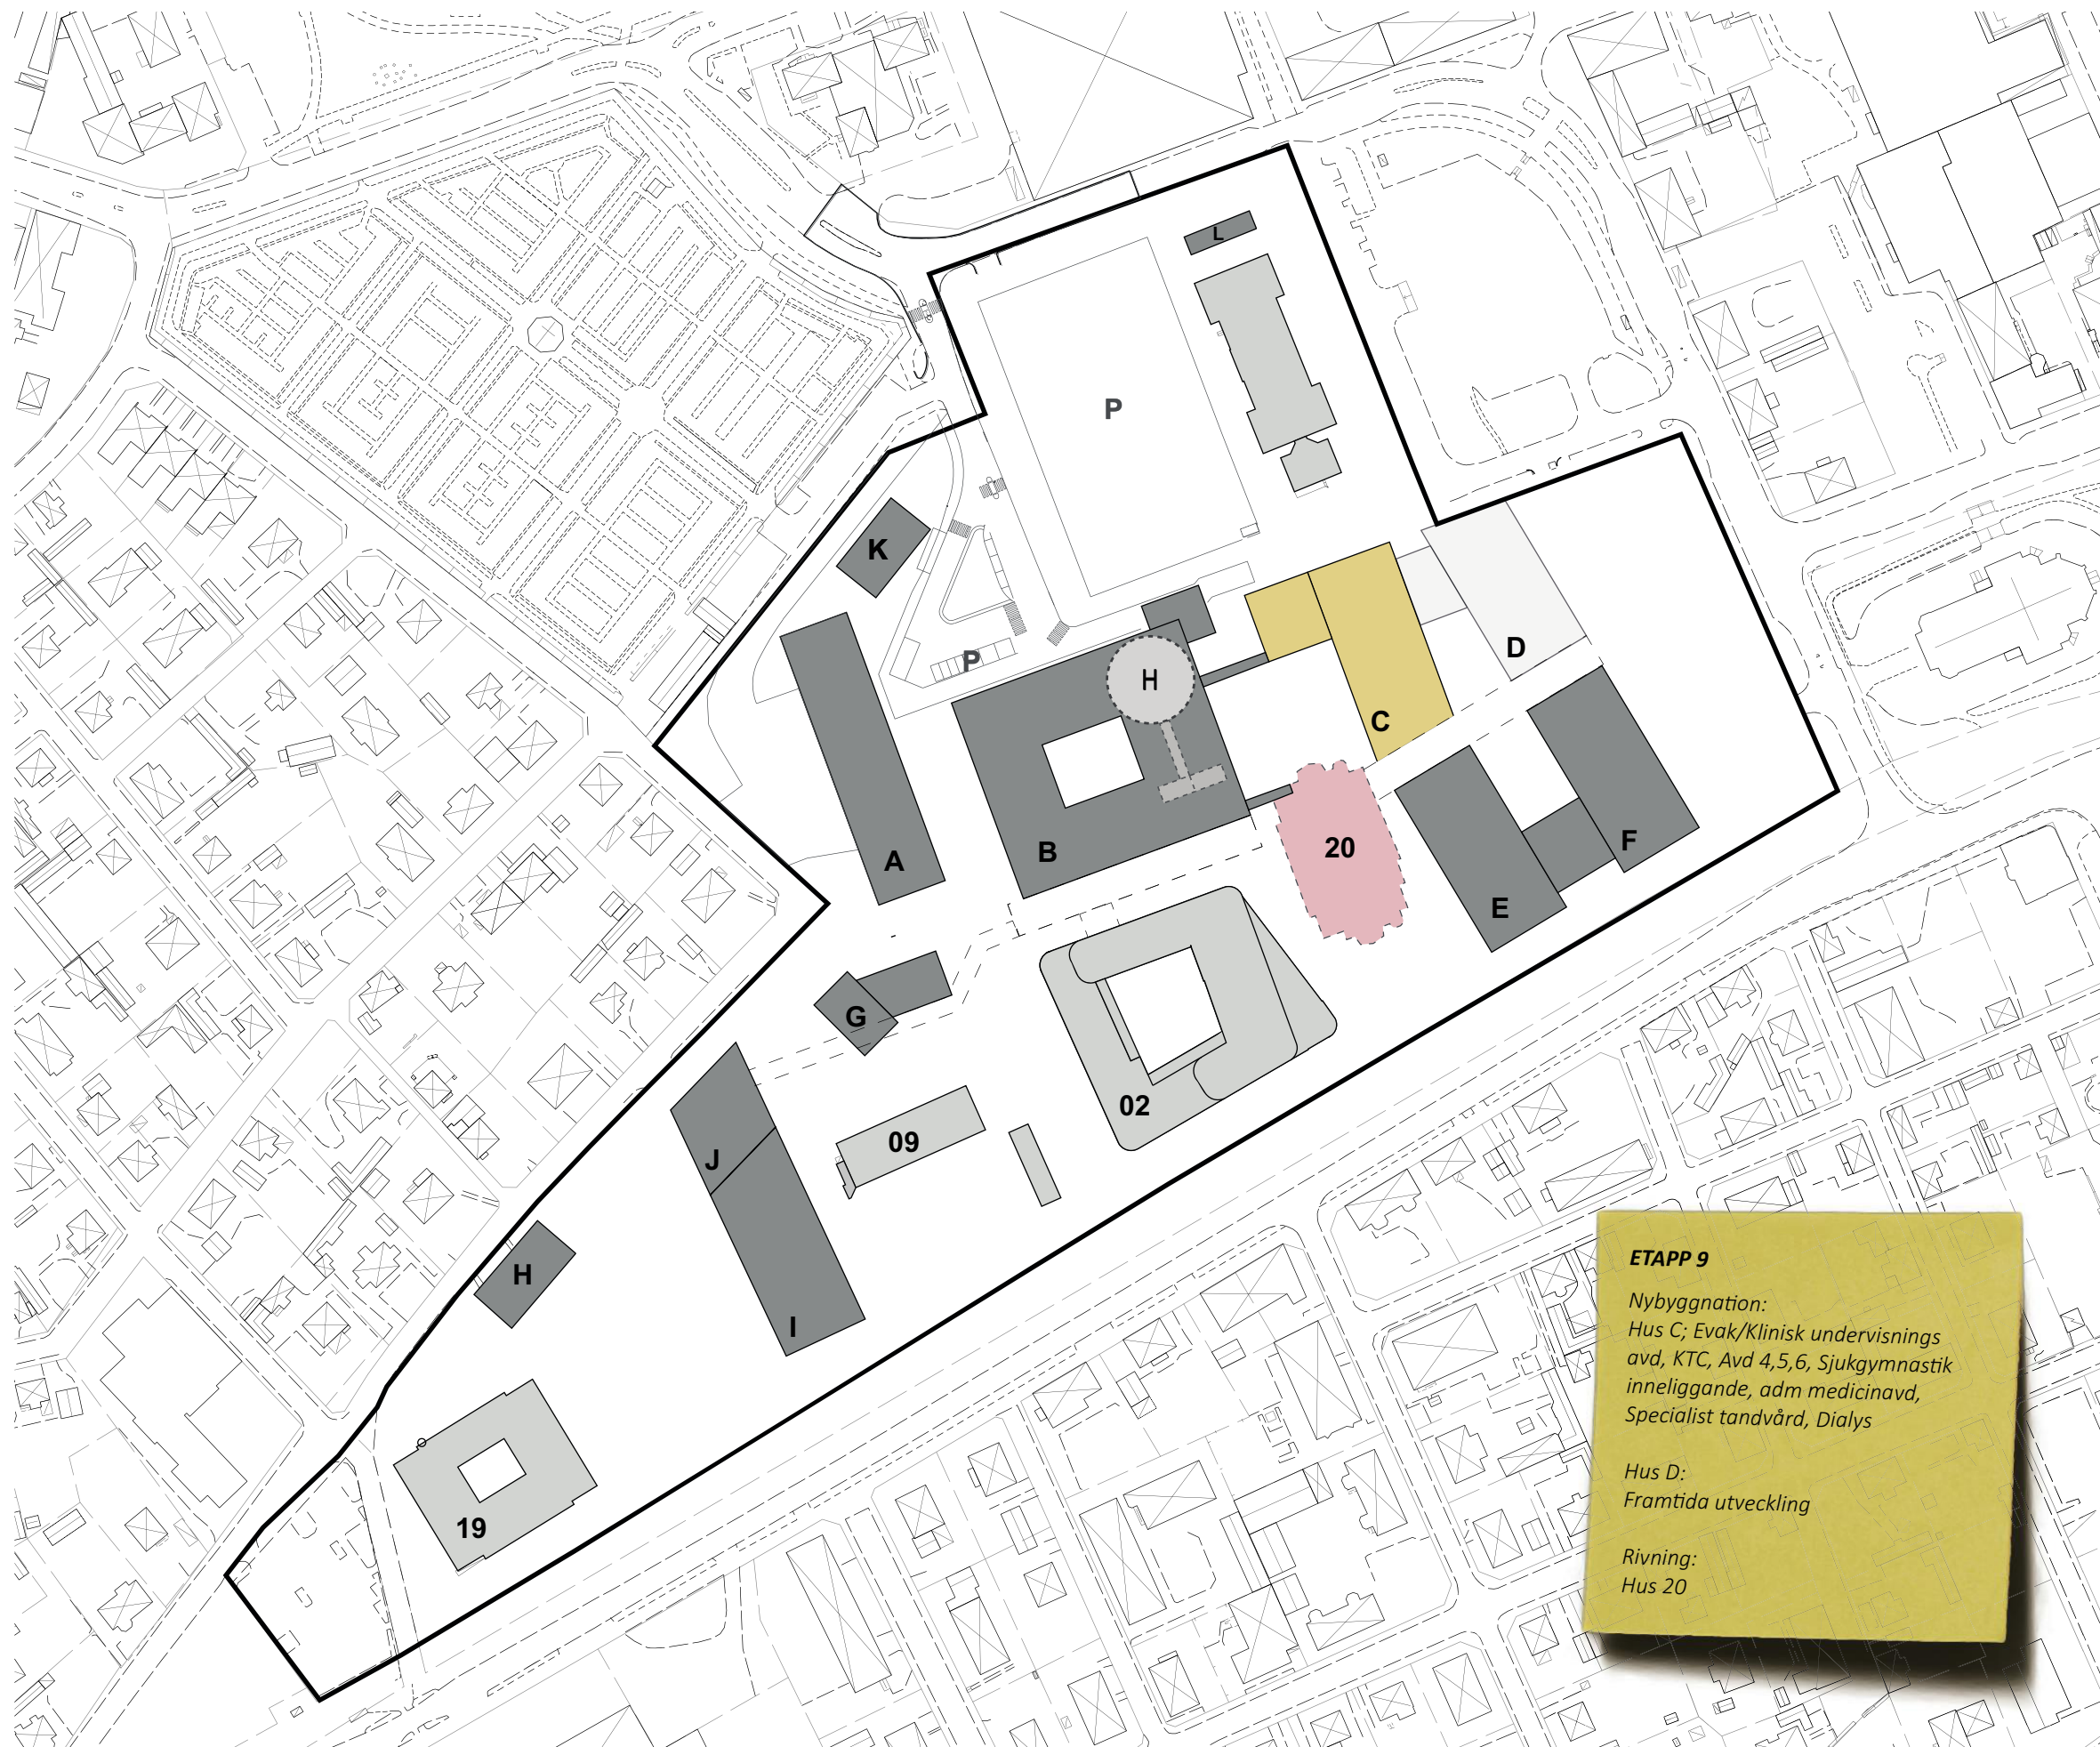 L
P
K
P
H
D
C
A
B
20
F
E
G
02
J
09
H
I
19
ETAPP 9
Nybyggnation:
Hus C; Evak/Klinisk undervisnings
avd, KTC, Avd 4,5,6, Sjukgymnastik
inneliggande, adm medicinavd,
Specialist tandvård, Dialys
Hus D:
Framtida utveckling
Rivning:
Hus 20